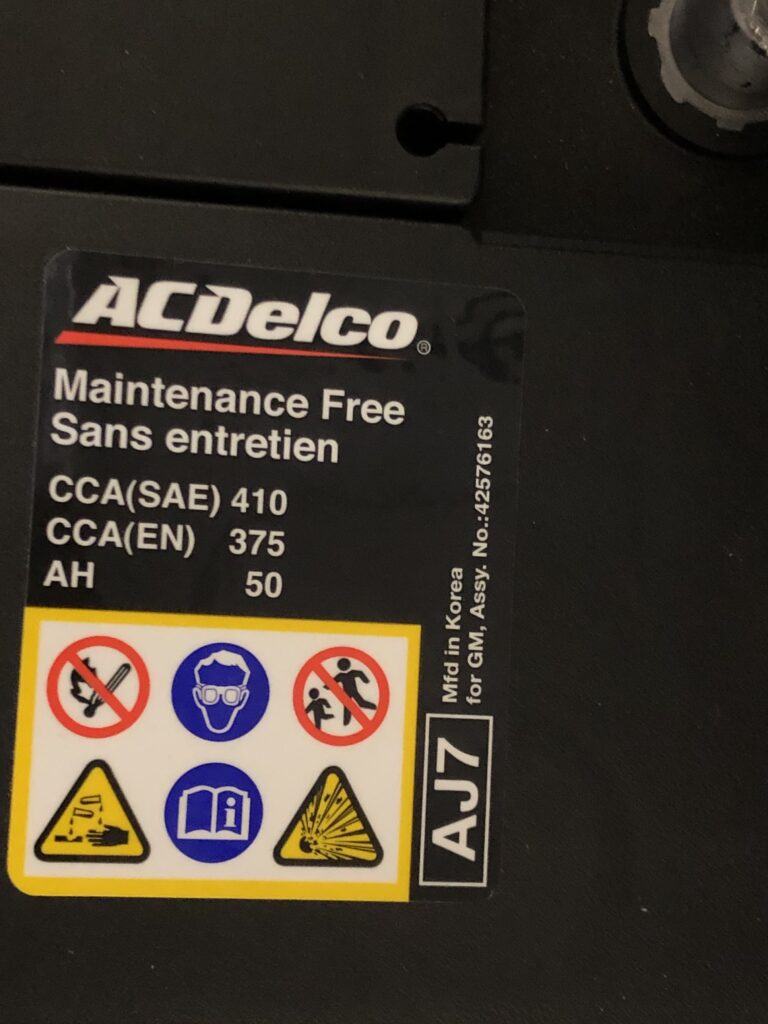 ACDelco®
Maintenance Free
Sans entretien
CCA(SAE) 410
CCA(EN) 375
AH 50
Mfd in Korea
for GM, Assy. No.:42576163
AJ7